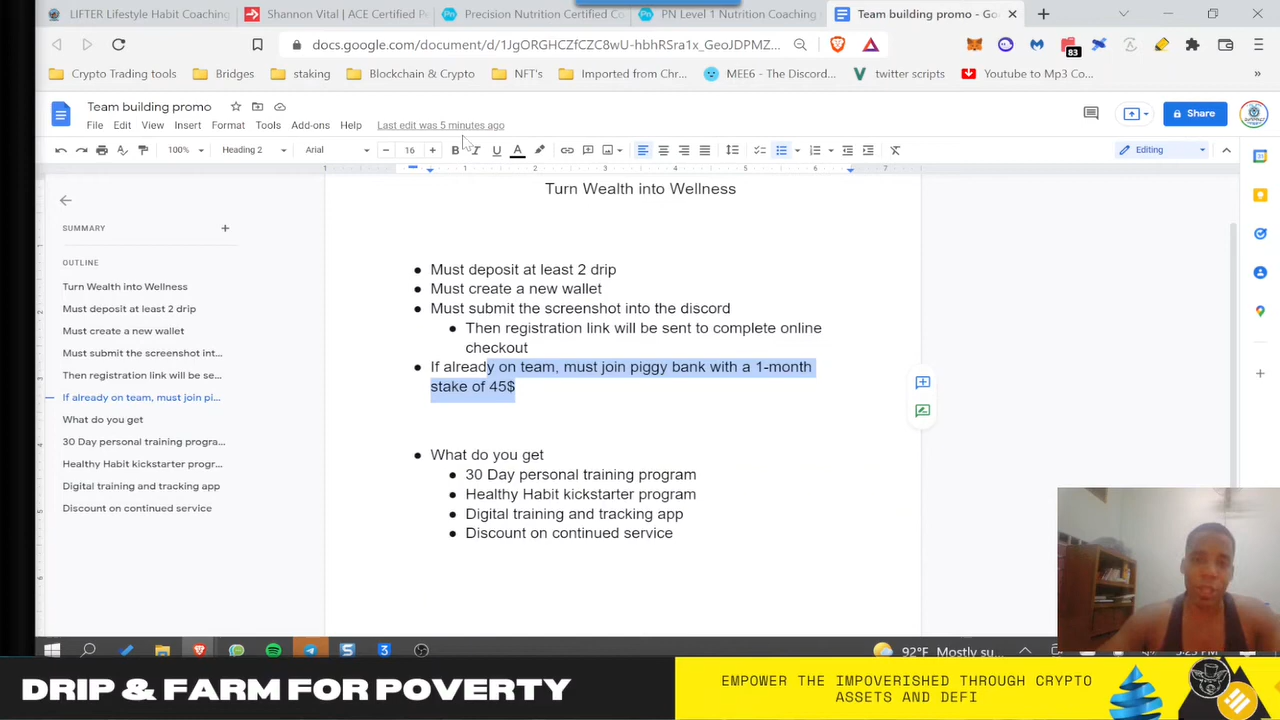 LIFTER Lifestyle Habit Coaching
Shannon Vital | ACE Certified P
Precision Nutrition Certified Co
PN Level 1 Nutrition Coaching
Team building promo - Go
docs.google.com/document/d/1JgORGHCZfCZC8wU-hbhRSra1x_GeoJDPMZ...
83
Crypto Trading tools
Bridges
staking
Blockchain & Crypto
NFT's
Imported from Chr...
MEE6 - The Discord...
twitter scripts
Youtube to Mp3 Co...
Team building promo
File Edit View Insert Format Tools Add-ons Help Last edit was 5 minutes ago
Share
100% Heading 2 Arial 16 Editing
1 1 2 3 4 5 6 7
Turn Wealth into Wellness
SUMMARY
OUTLINE
Turn Wealth into Wellness
Must deposit at least 2 drip
Must create a new wallet
Must submit the screenshot int...
Then registration link will be se...
If already on team, must join pi...
What do you get
30 Day personal training progra...
Healthy Habit kickstarter progr...
Digital training and tracking app
Discount on continued service
Must deposit at least 2 drip
Must create a new wallet
Must submit the screenshot into the discord
Then registration link will be sent to complete online
checkout
If already on team, must join piggy bank with a 1-month
stake of 45$
What do you get
30 Day personal training program
Healthy Habit kickstarter program
Digital training and tracking app
Discount on continued service
92°F Mostly su...
DRIP & FARM FOR POVERTY
EMPOWER THE IMPOVERISHED THROUGH CRYPTO
ASSETS AND DEFI